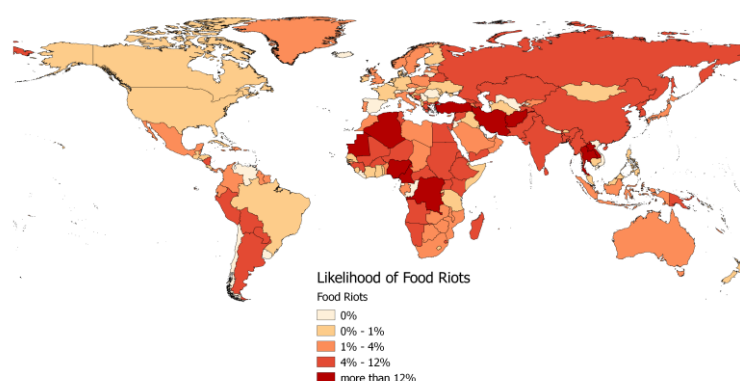 Likelihood of Food Riots
Food Riots
0%
0% - 1%
1% - 4%
4% - 12%
more than 12%